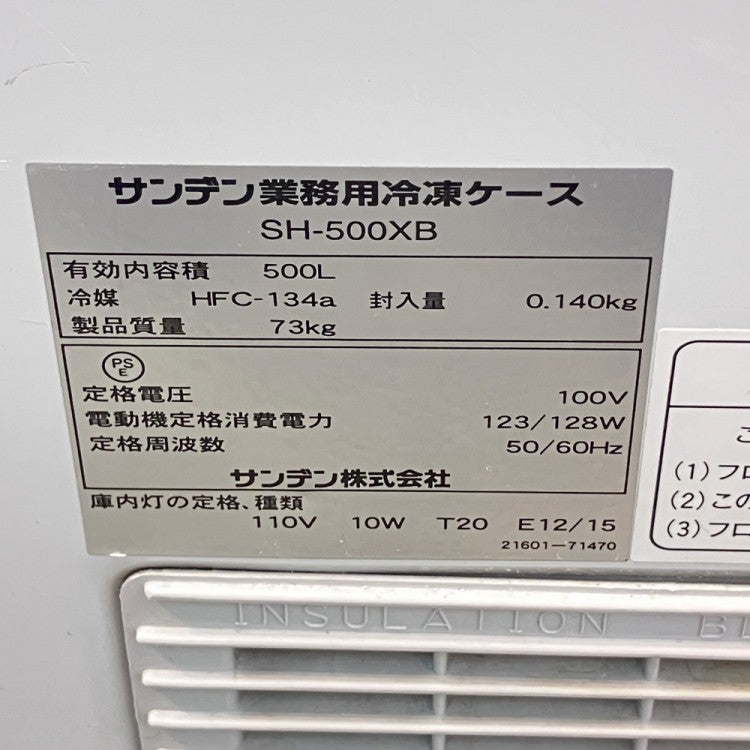 サンデン業務用冷凍ケース
SH-500XB
有効内容積 500L
冷媒 HFC-134a 封入量 0.140kg
製品質量 73kg
PS
E
定格電圧 100V
電動機定格消費電力 123/128W
定格周波数 50/60Hz
サンデン株式会社
庫内灯の定格、種類
110V 10W T20 E12/15
21601-71470
こ
(1)フロ
(2)この
(3)フロ
INSULATION